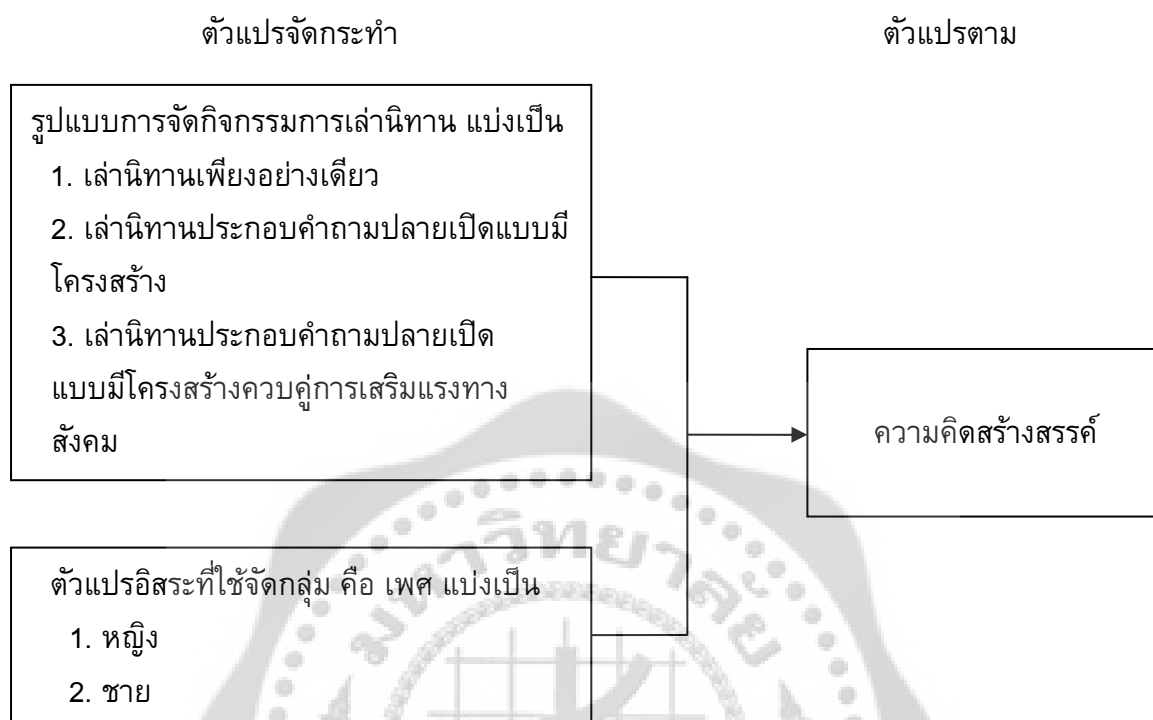 ตัวแปรจัดกระทำ
ตัวแปรตาม
รูปแบบการจัดกิจกรรมการเล่านิทาน แบ่งเป็น
1. เล่านิทานเพียงอย่างเดียว
2. เล่านิทานประกอบคำถามปลายเปิดแบบมี
โครงสร้าง
3. เล่านิทานประกอบคำถามปลายเปิด
แบบมีโครงสร้างควบคู่การเสริมแรงทาง
สังคม
ความคิดสร้างสรรค์
ตัวแปรอิสระที่ใช้จัดกลุ่ม คือ เพศ แบ่งเป็น
1. หญิง
2. ชาย
มหาวิทยาลัย